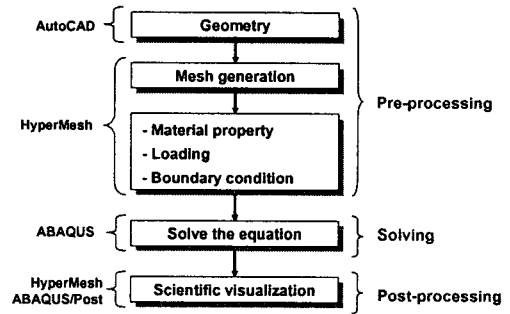 AutoCAD
Geometry
Mesh generation
Pre-processing
HyperMesh
- Material property
- Loading
- Boundary condition
ABAQUS
Solve the equation
Solving
HyperMesh
ABAQUS/Post
Scientific visualization
Post-processing